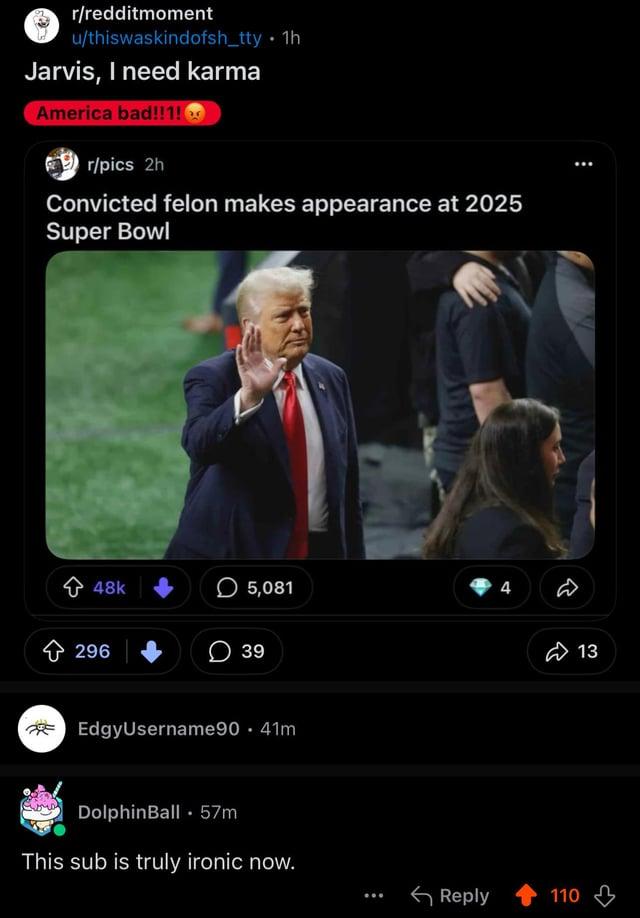 r/redditmoment
u/thiswaskindofsh_tty • 1h
Jarvis, I need karma
America bad!!1!😡
r/pics 2h
Convicted felon makes appearance at 2025
Super Bowl
48k 5,081 4
296 39 13
EdgyUsername90 • 41m
DolphinBall • 57m
This sub is truly ironic now.
Reply 110